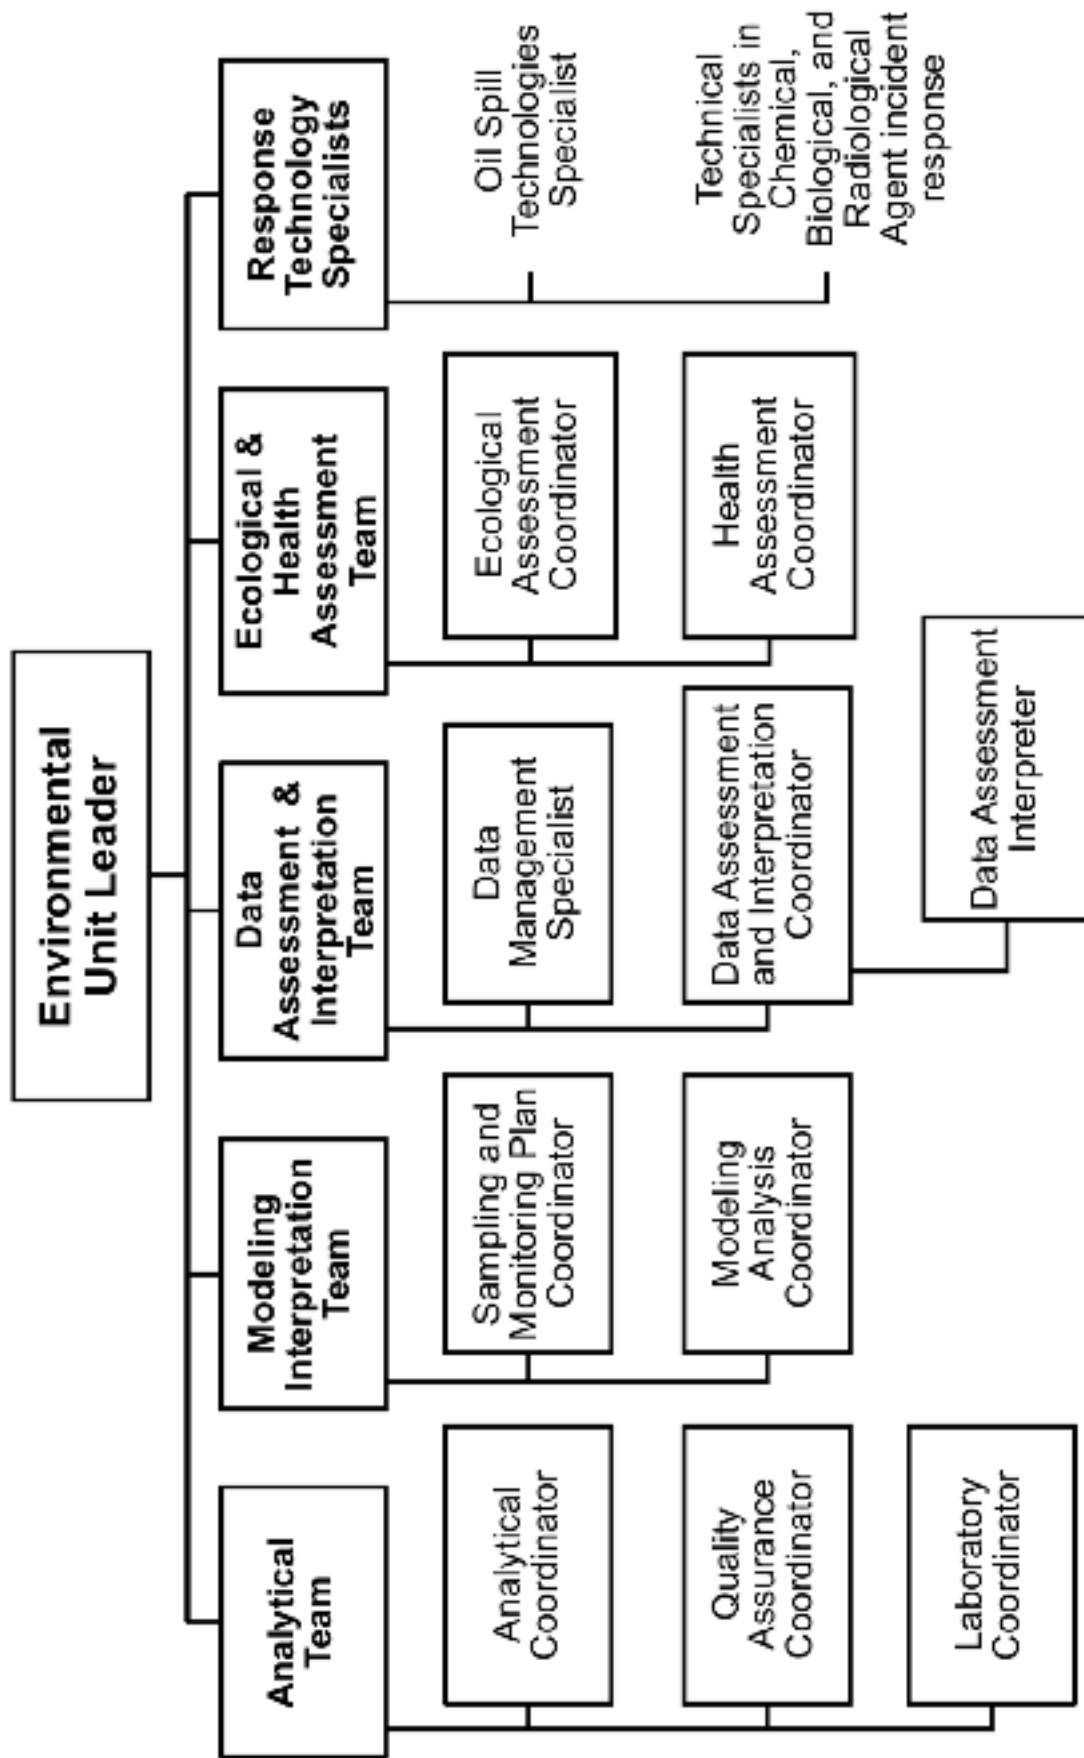 Environmental
Unit Leader
Analytical
Team
Modeling
Interpretation
Team
Data
Assessment &
Interpretation
Team
Ecological &
Health
Assessment
Team
Response
Technology
Specialists
Analytical
Coordinator
Quality
Assurance
Coordinator
Laboratory
Coordinator
Sampling and
Monitoring Plan
Coordinator
Modeling
Analysis
Coordinator
Data
Management
Specialist
Data Assessment
and Interpretation
Coordinator
Data Assessment
Interpreter
Ecological
Assessment
Coordinator
Health
Assessment
Coordinator
Oil Spill
Technologies
Specialist
Technical
Specialists in
Chemical,
Biological, and
Radiological
Agent incident
response